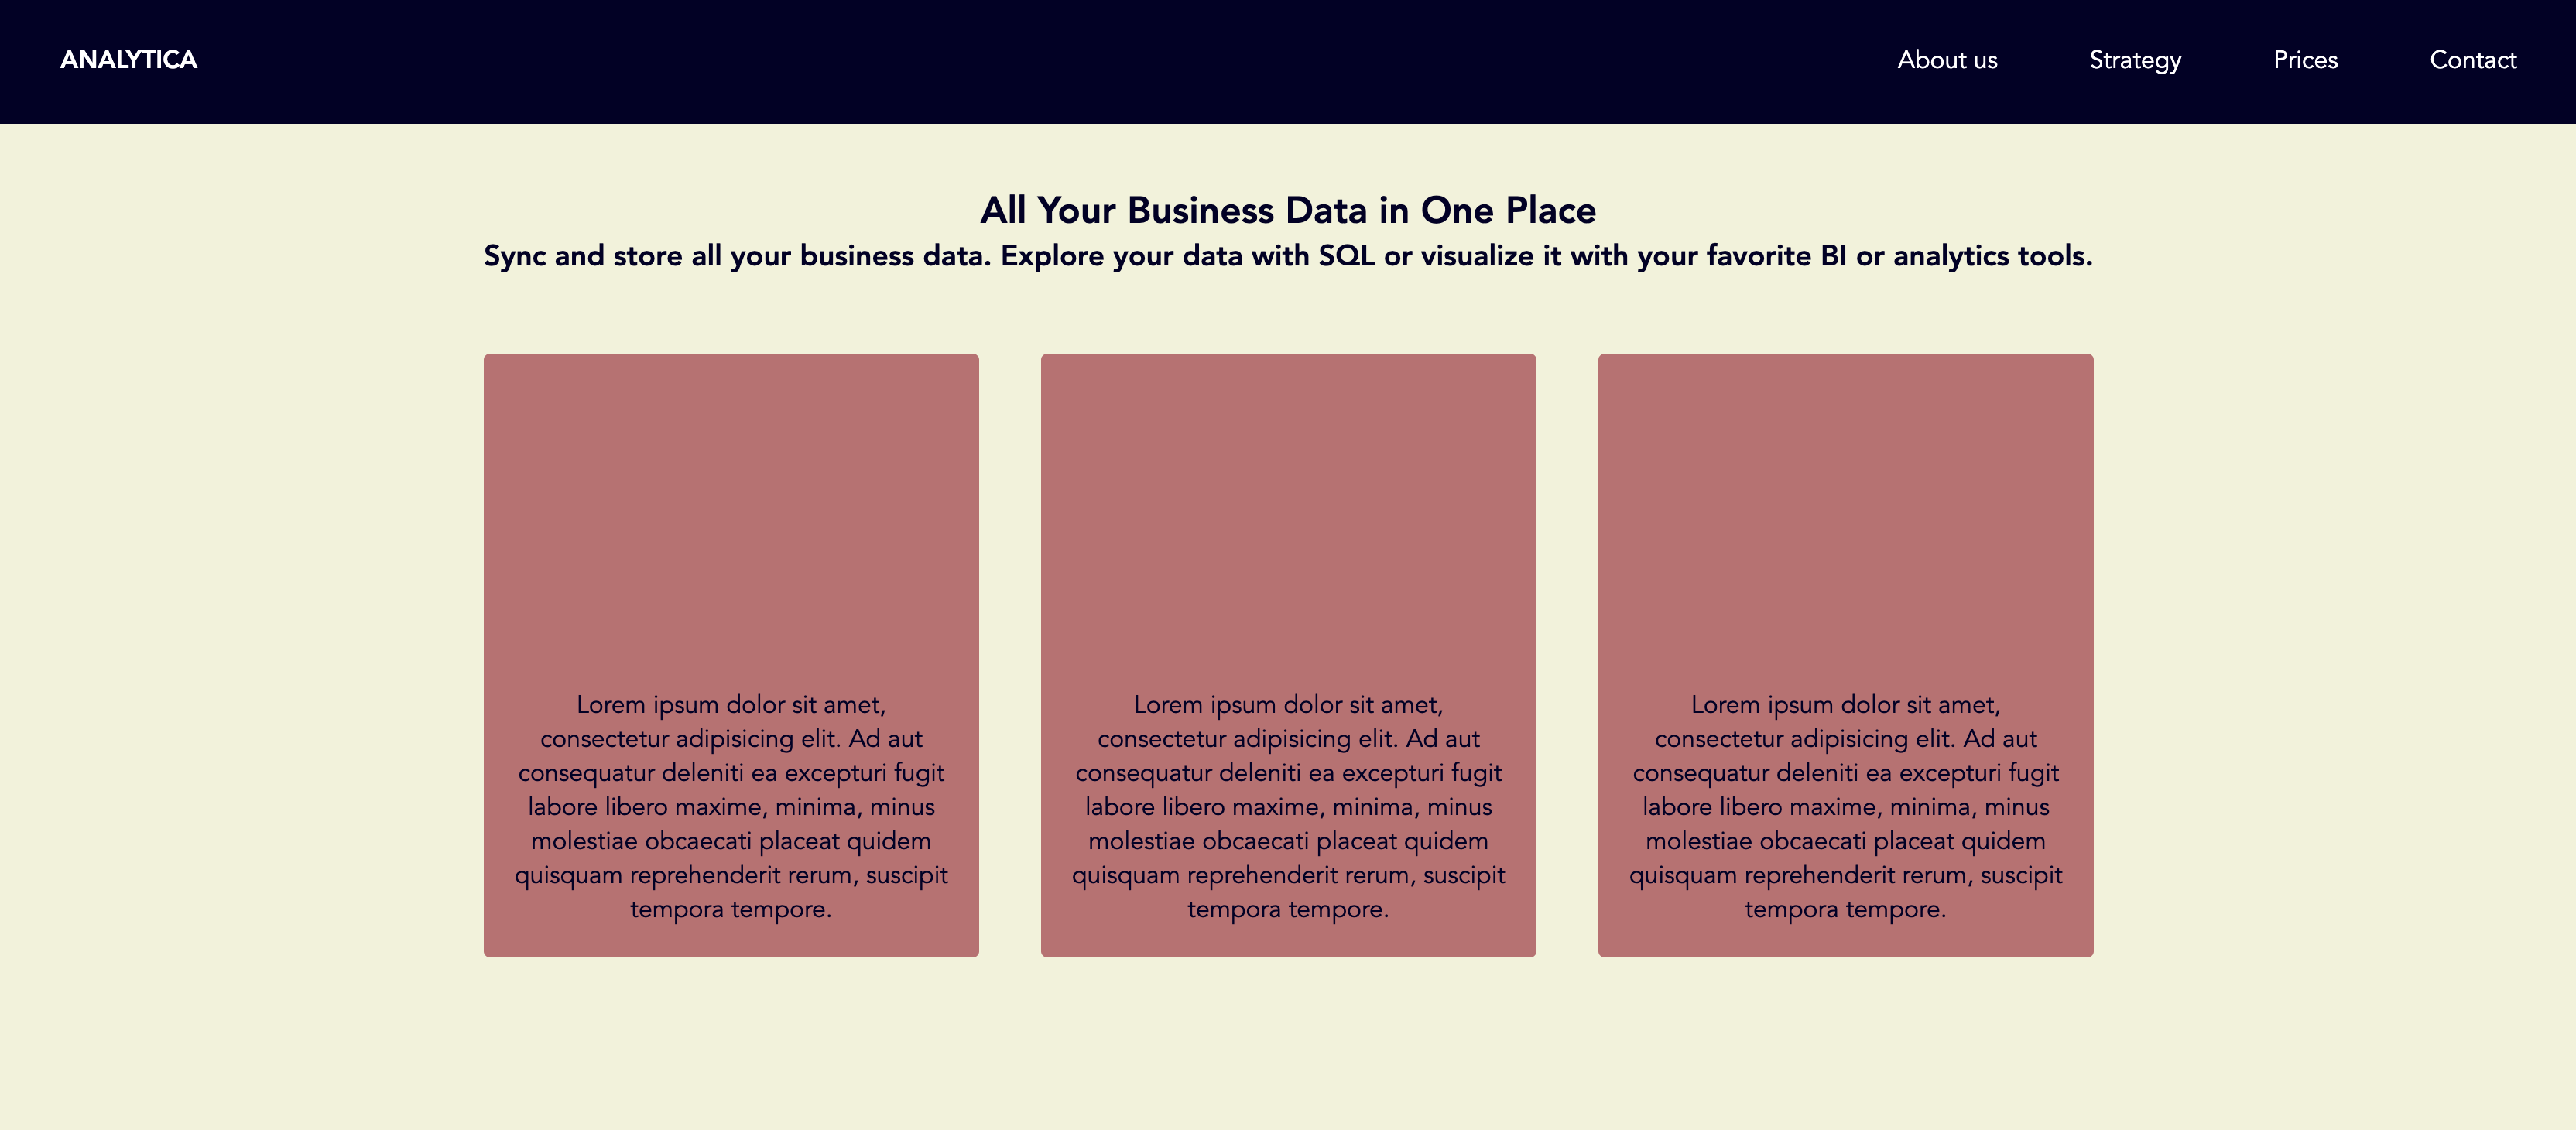 ANALYTICA
About us
Strategy
Prices
Contact
All Your Business Data in One Place
Sync and store all your business data. Explore your data with SQL or visualize it with your favorite BI or analytics tools.
Lorem ipsum dolor sit amet,
consectetur adipisicing elit. Ad aut
consequatur deleniti ea excepturi fugit
labore libero maxime, minima, minus
molestiae obcaecati placeat quidem
quisquam reprehenderit rerum, suscipit
tempora tempore.
Lorem ipsum dolor sit amet,
consectetur adipisicing elit. Ad aut
consequatur deleniti ea excepturi fugit
labore libero maxime, minima, minus
molestiae obcaecati placeat quidem
quisquam reprehenderit rerum, suscipit
tempora tempore.
Lorem ipsum dolor sit amet,
consectetur adipisicing elit. Ad aut
consequatur deleniti ea excepturi fugit
labore libero maxime, minima, minus
molestiae obcaecati placeat quidem
quisquam reprehenderit rerum, suscipit
tempora tempore.